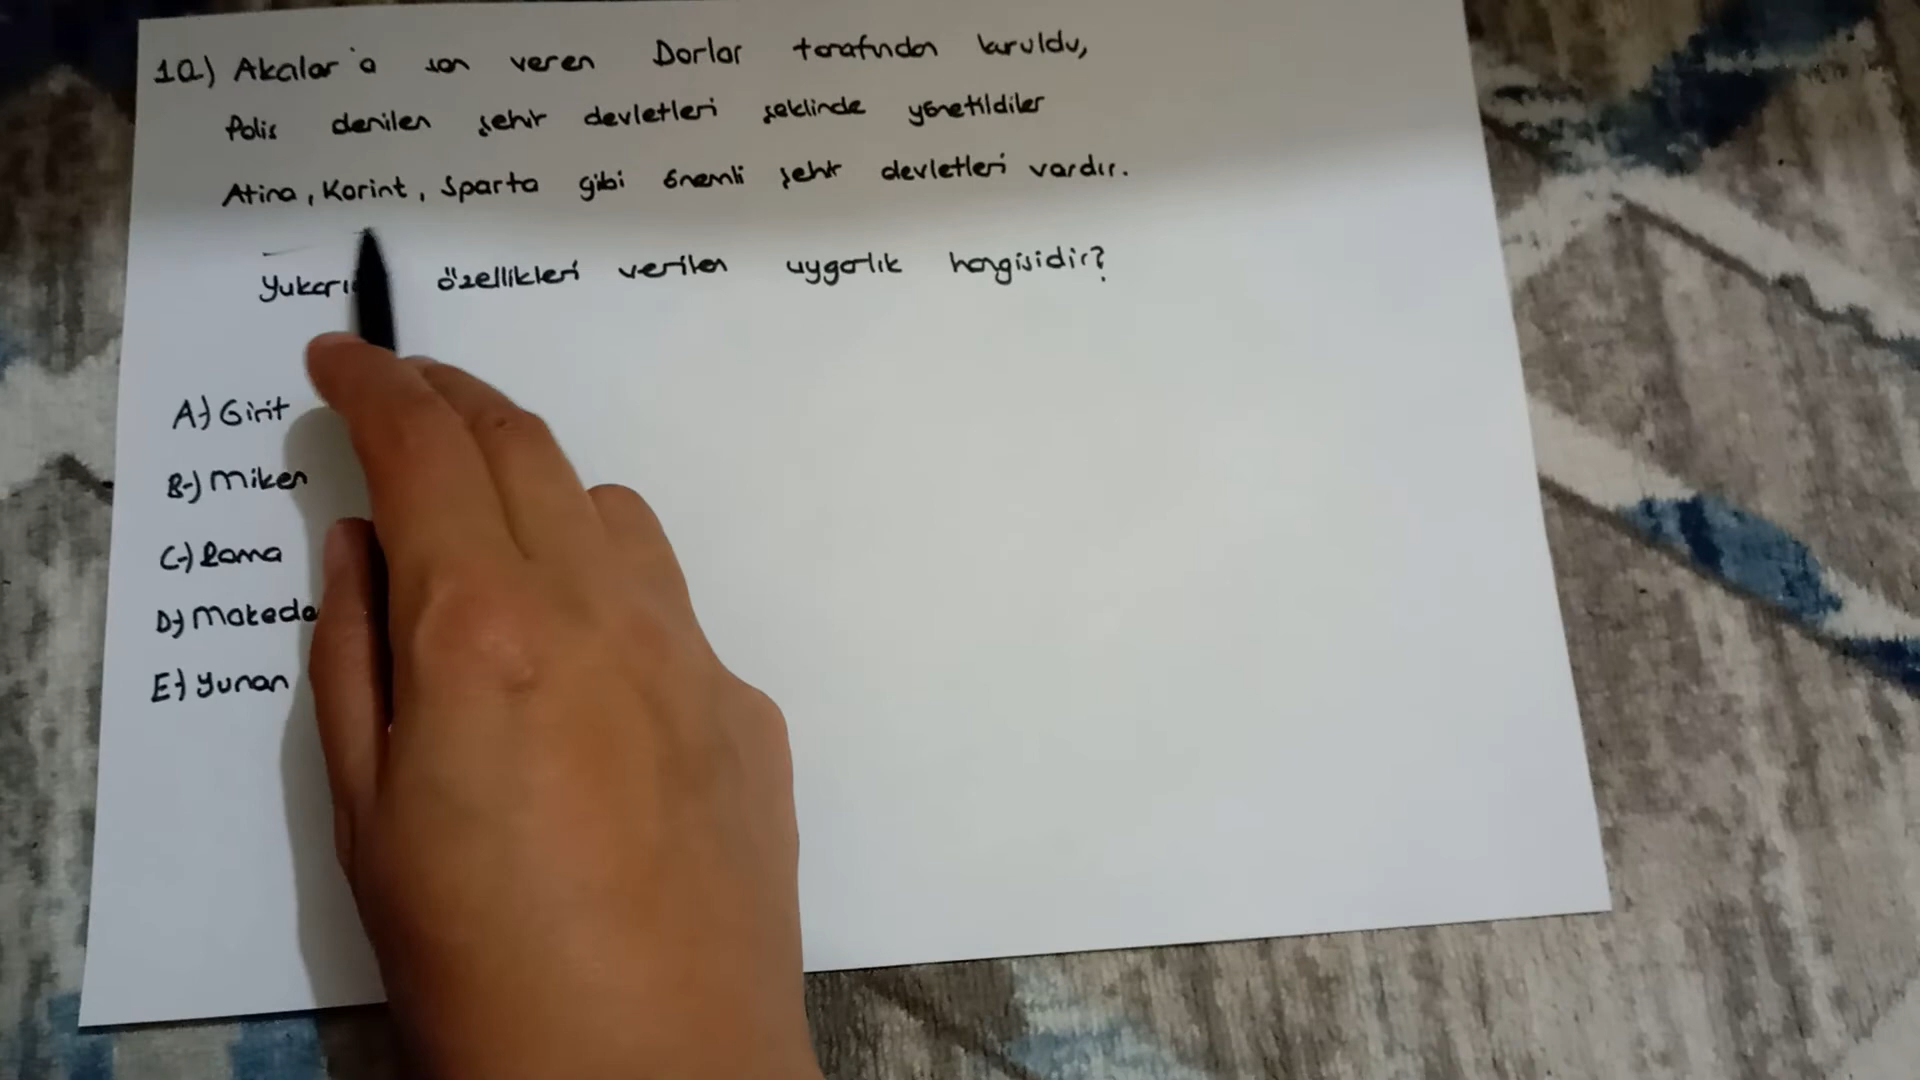 10) Akalar'a son veren Dorlar tarafından kuruldu,
Polis denilen şehir devletleri şeklinde yönetildiler
Atina, Korint, Sparta gibi önemli şehir devletleri vardır.
özellikleri verilen uygarlık hangisidir?
A-) Girit
B-) Miken
C-) Roma
D-)
E-) Yunan